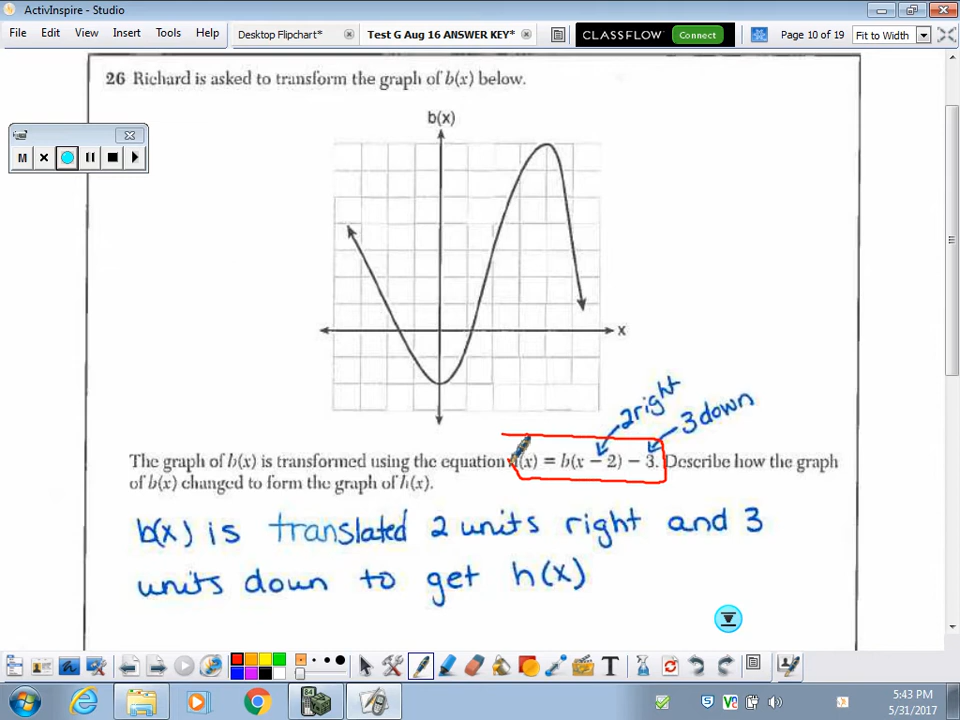 ActivInspire - Studio
File Edit View Insert Tools Help Desktop Flipchart* Test G Aug 16 ANSWER KEY* CLASSFLOW Connect Page 10 of 19 Fit to Width
26 Richard is asked to transform the graph of b(x) below.
M
b(x)
x
2 right
3 down
The graph of b(x) is transformed using the equation h(x) = b(x − 2) − 3. Describe how the graph
of b(x) changed to form the graph of h(x).
b(x) is translated 2 units right and 3
units down to get h(x)
T
5:43 PM
5/31/2017